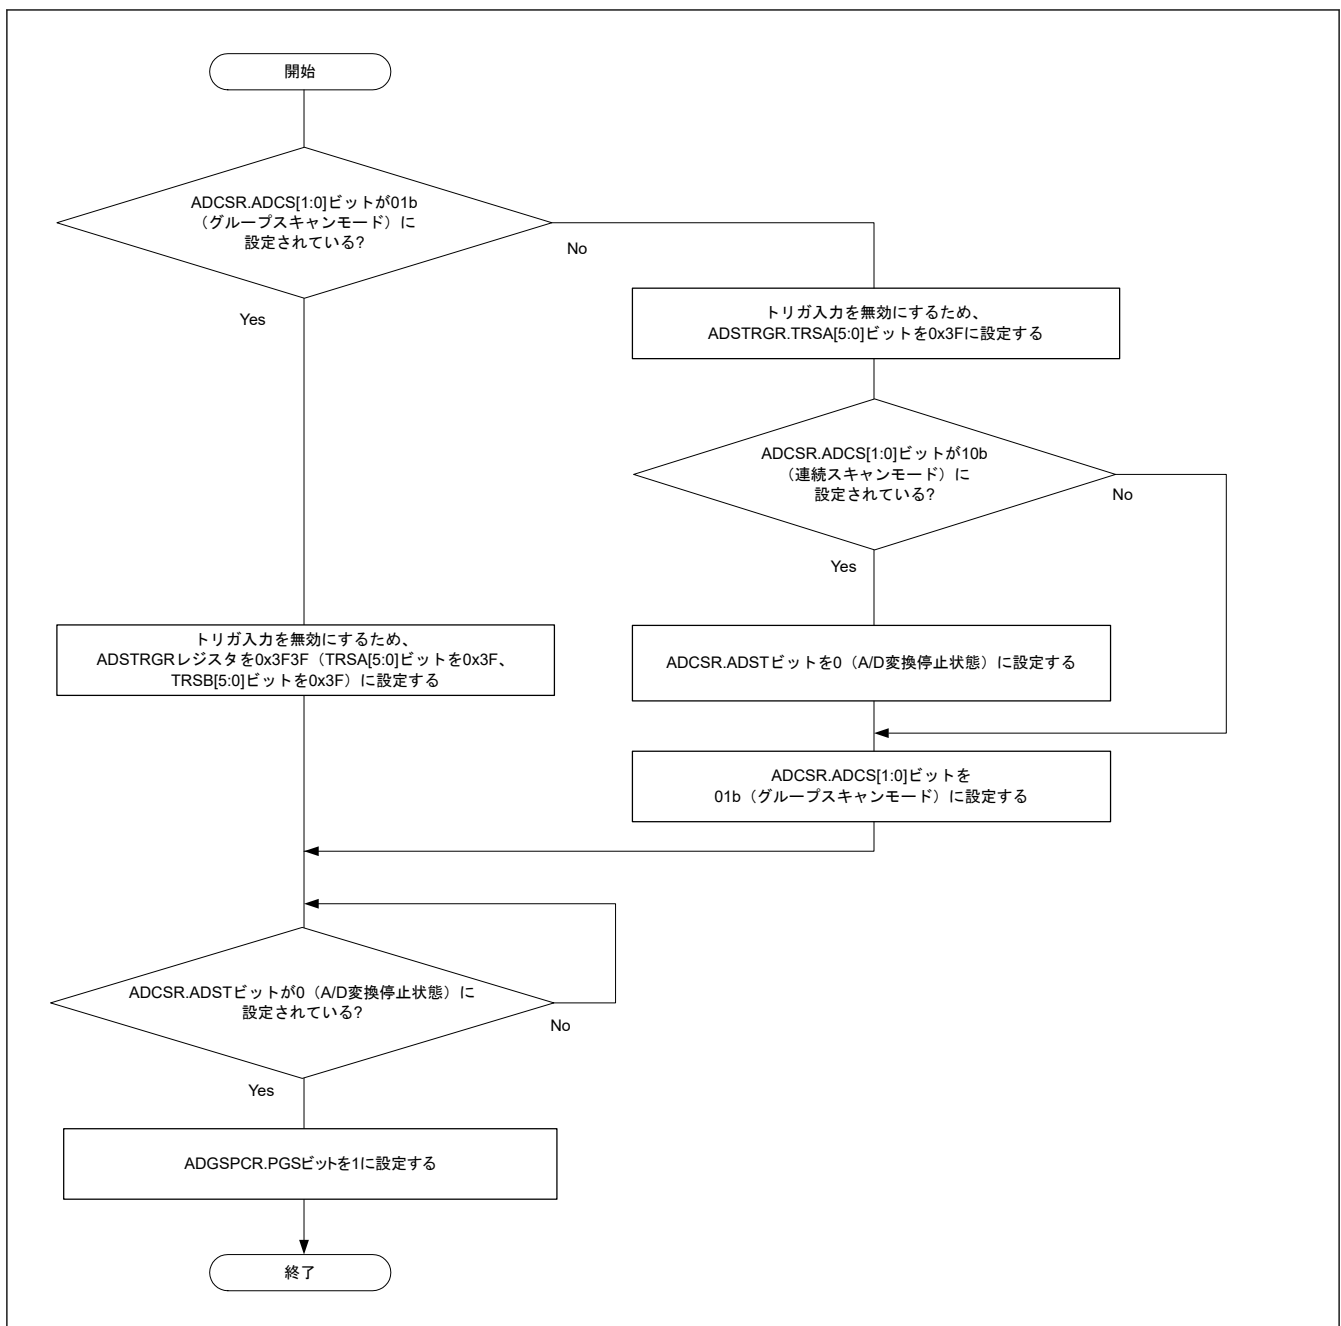 開始
ADCSR.ADCS[1:0]ビットが01b
（グループスキャンモード）に
設定されている?
No
Yes
トリガ入力を無効にするため、
ADSTRGR.TRSA[5:0]ビットを0x3Fに設定する
ADCSR.ADCS[1:0]ビットが10b
（連続スキャンモード）に
設定されている?
No
Yes
トリガ入力を無効にするため、
ADSTRGRレジスタを0x3F3F（TRSA[5:0]ビットを0x3F、
TRSB[5:0]ビットを0x3F）に設定する
ADCSR.ADSTビットを0（A/D変換停止状態）に設定する
ADCSR.ADCS[1:0]ビットを
01b（グループスキャンモード）に設定する
ADCSR.ADSTビットが0（A/D変換停止状態）に
設定されている?
No
Yes
ADGSPCR.PGSビットを1に設定する
終了